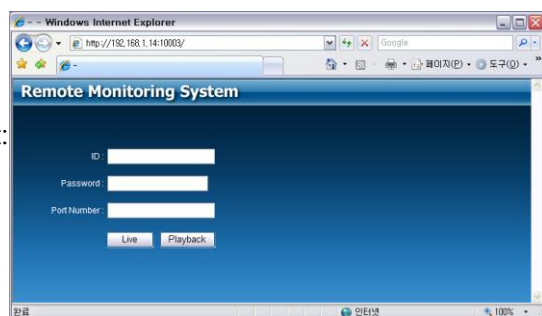 - - Windows Internet Explorer
http://192.168.1.14:10003/
Google
-
페이지(P)
도구(O)
Remote Monitoring System
ID :
Password :
Port Number :
Live
Playback
완료
인터넷
100%